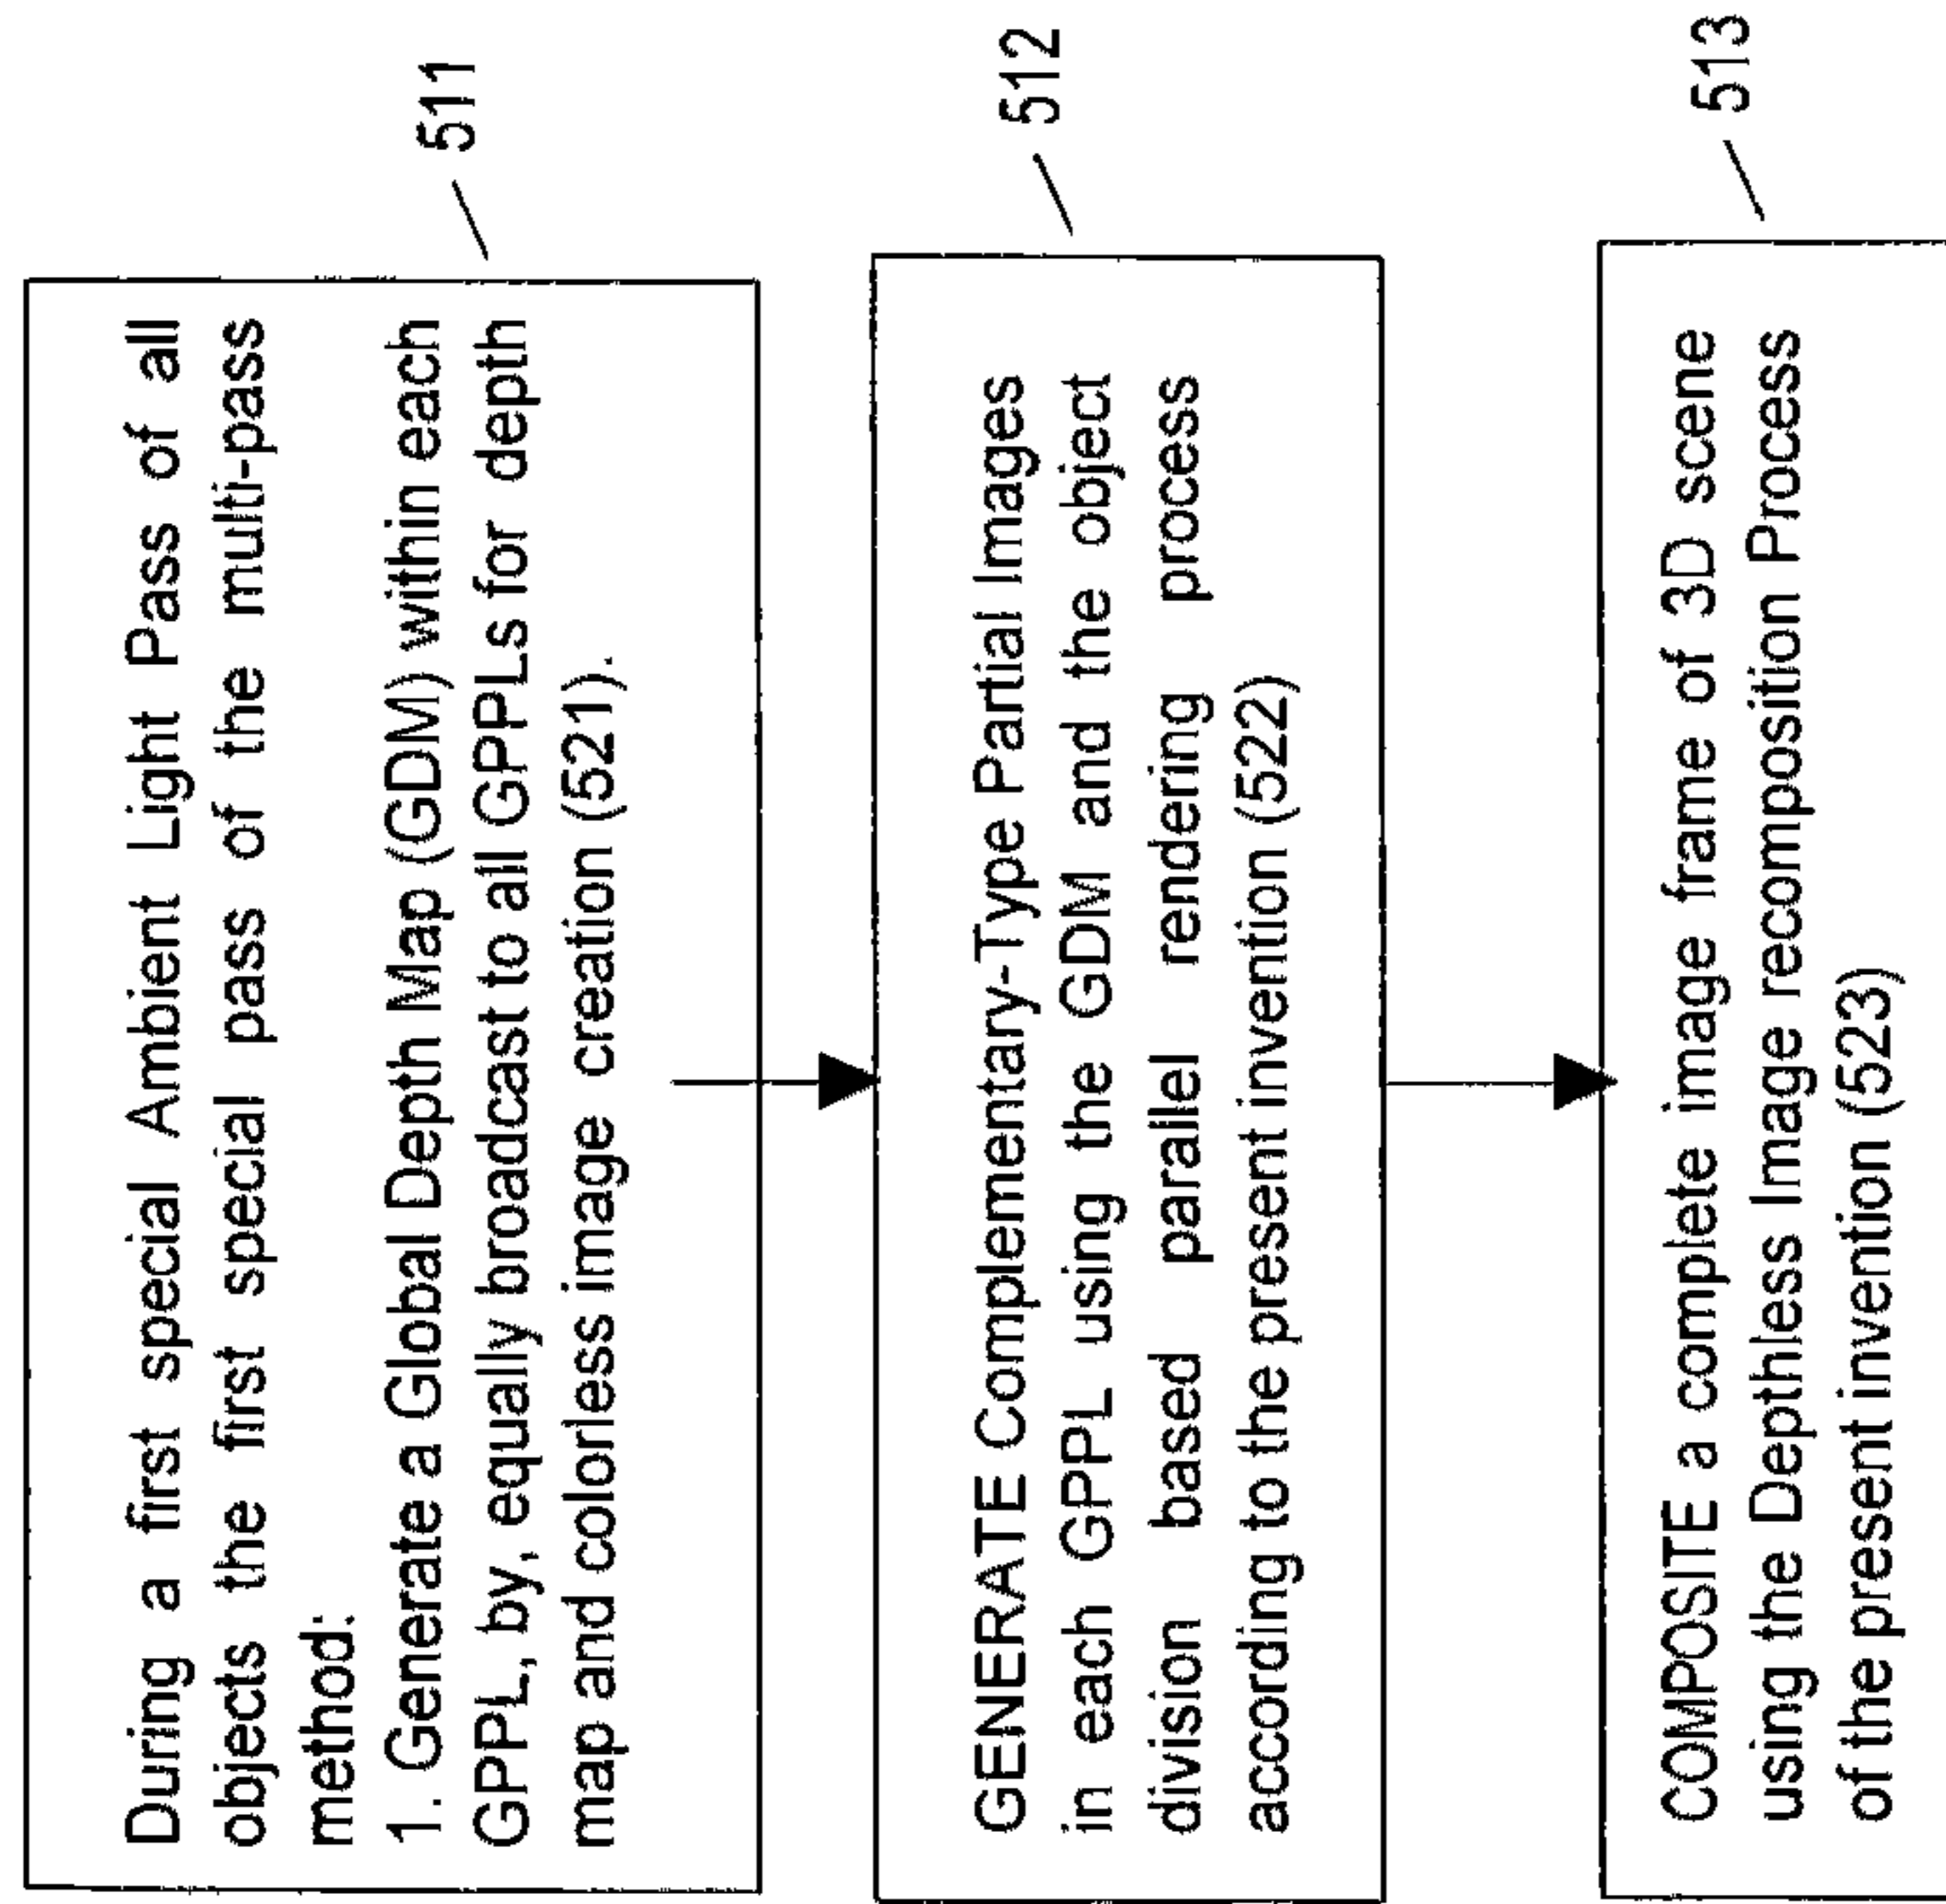 During a first special Ambient Light Pass of all
objects the first special pass of the multi-pass
method:
1. Generate a Global Depth Map (GDM) within each
GPPL, by, equally broadcast to all GPPLs for depth
map and colorless image creation (521).
511
GENERATE Complementary-Type Partial Images
in each GPPL using the GDM and the object
division based parallel rendering process
according to the present invention (522)
512
COMPOSITE a complete image frame of 3D scene
using the Depthless Image recomposition Process
of the present invention (523)
513